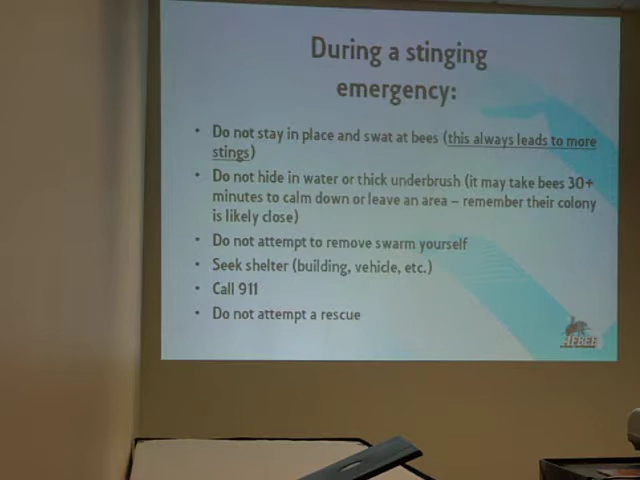 During a stinging
emergency:
• Do not stay in place and swat at bees (this always leads to more
stings)
• Do not hide in water or thick underbrush (it may take bees 30+
minutes to calm down or leave an area – remember their colony
is likely close)
• Do not attempt to remove swarm yourself
• Seek shelter (building, vehicle, etc.)
• Call 911
• Do not attempt a rescue